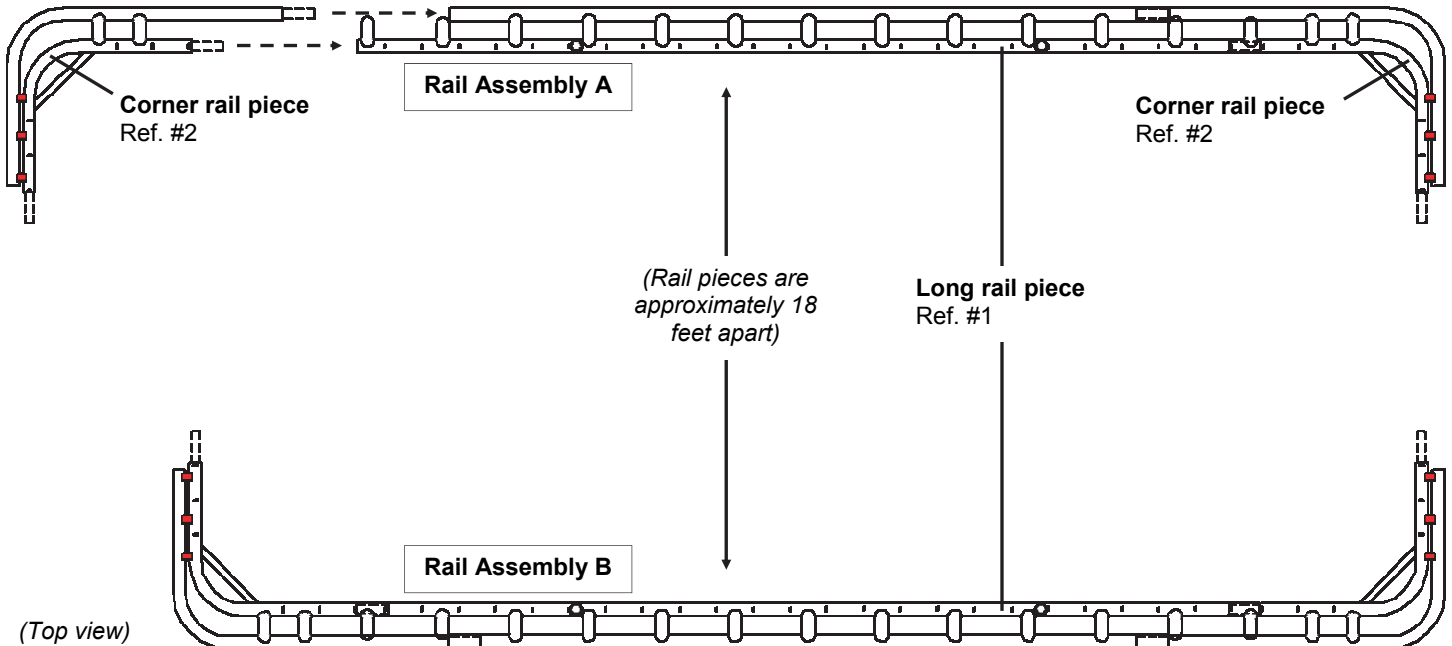 Rail Assembly A
Corner rail piece
Ref. #2
Corner rail piece
Ref. #2
(Rail pieces are
approximately 18
feet apart)
Long rail piece
Ref. #1
Rail Assembly B
(Top view)